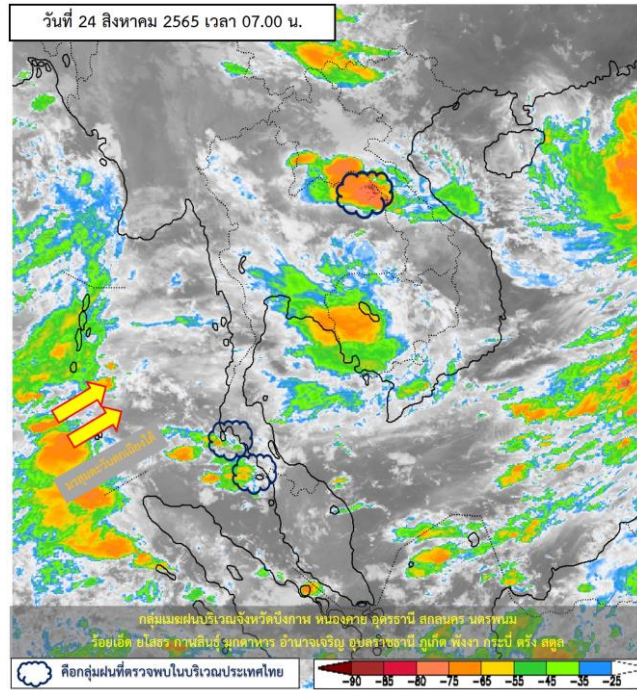 วันที่ 24 สิงหาคม 2565 เวลา 07.00 น.
มรสุมตะวันตกเฉียงใต้
กลุ่มเมฆฝนบริเวณจังหวัดบึงกาฬ หนองคาย อุดรธานี สกลนคร นครพนม
ร้อยเอ็ด ยโสธร กาฬสินธุ์ มุกดาหาร อำนาจเจริญ อุบลราชธานี ภูเก็ต พังงา กระบี่ ตรัง สตูล
คือกลุ่มฝนที่ตรวจพบในบริเวณประเทศไทย
-90 -85 -80 -75 -65 -55 -45 -35 -25